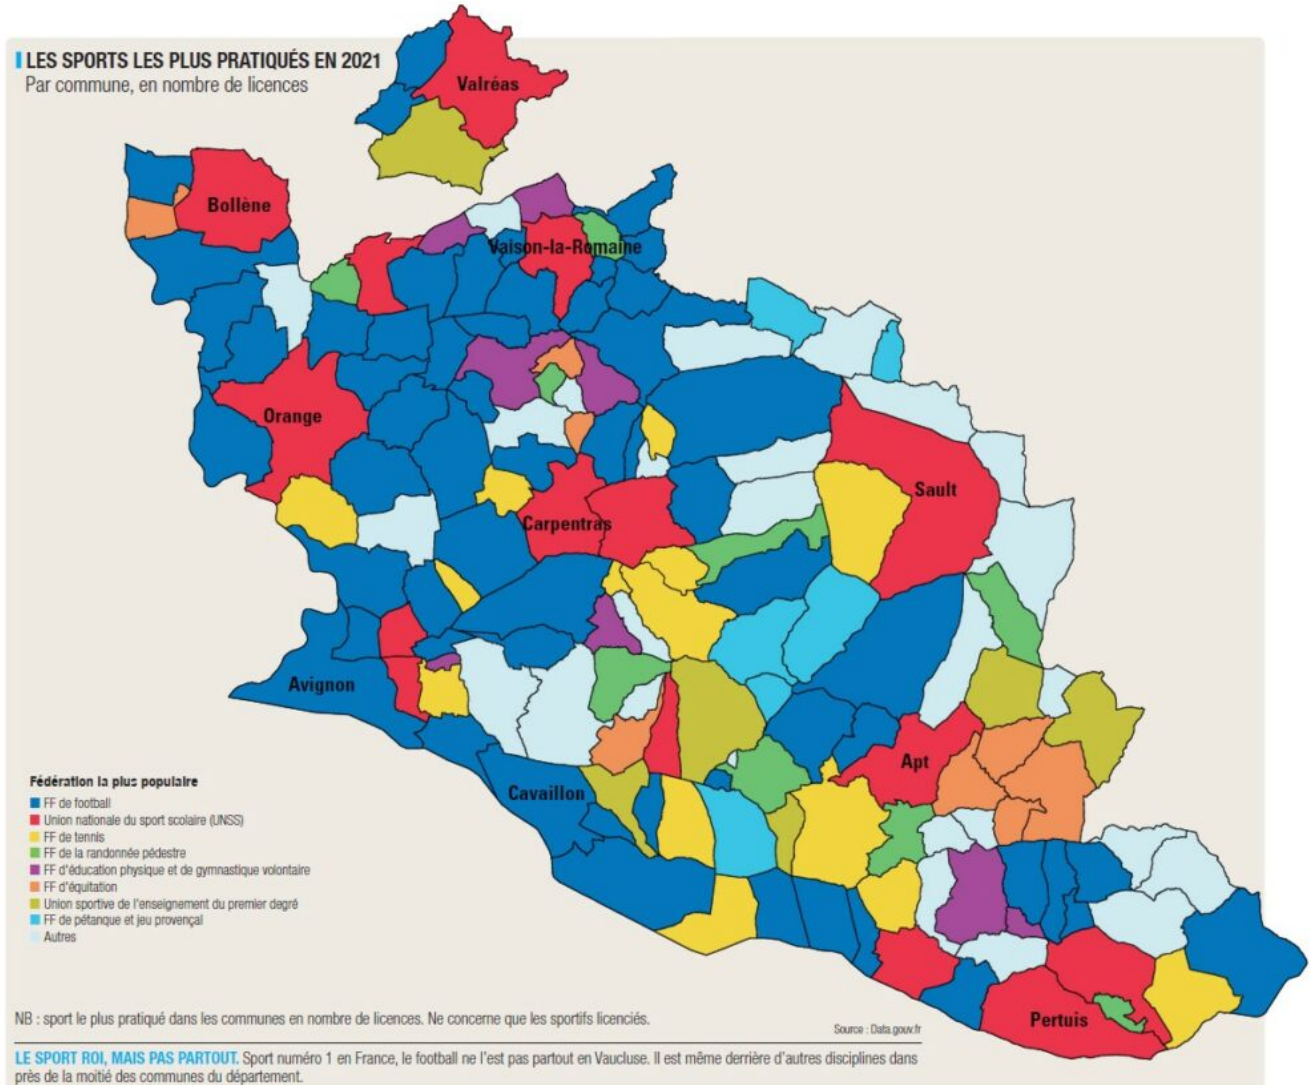 LES SPORTS LES PLUS PRATIQUÉS EN 2021
Par commune, en nombre de licences
Valréas
Bollène
Vaison-la-Romaine
Orange
Sault
Carpentras
Avignon
Apt
Cavaillon
Pertuis
Fédération la plus populaire
FF de football
Union nationale du sport scolaire (UNSS)
FF de tennis
FF de la randonnée pédestre
FF d'éducation physique et de gymnastique volontaire
FF d'équitation
Union sportive de l'enseignement du premier degré
FF de pétanque et jeu provençal
Autres
NB : sport le plus pratiqué dans les communes en nombre de licences. Ne concerne que les sportifs licenciés.
Source : Data.gouv.fr
LE SPORT ROI, MAIS PAS PARTOUT. Sport numéro 1 en France, le football ne l'est pas partout en Vaucluse. Il est même derrière d'autres disciplines dans
près de la moitié des communes du département.